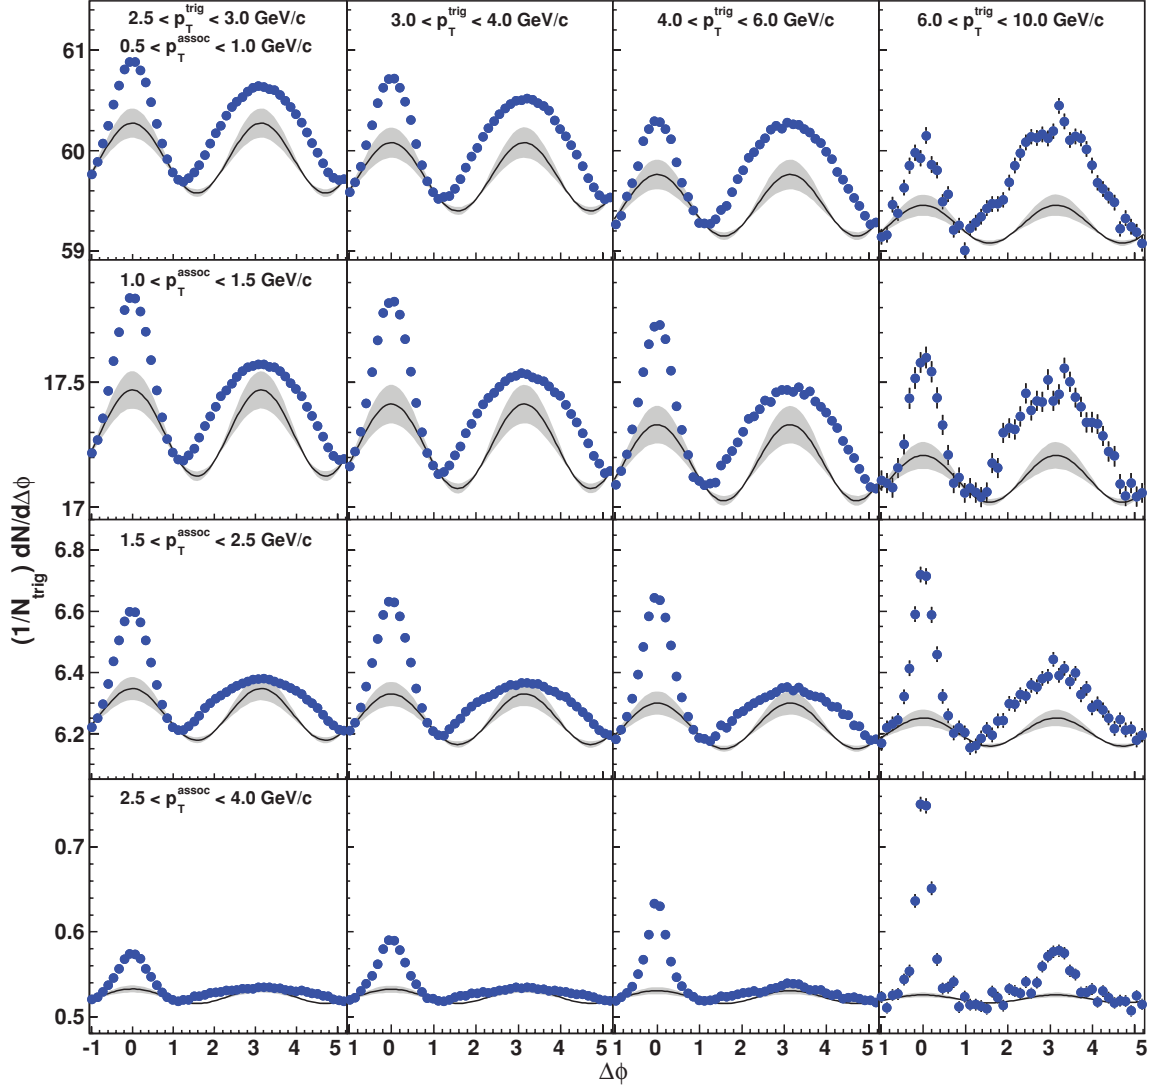 2.5 < p_T^trig < 3.0 GeV/c
0.5 < p_T^assoc < 1.0 GeV/c
3.0 < p_T^trig < 4.0 GeV/c
4.0 < p_T^trig < 6.0 GeV/c
6.0 < p_T^trig < 10.0 GeV/c
61
60
59
1.0 < p_T^assoc < 1.5 GeV/c
17.5
17
1.5 < p_T^assoc < 2.5 GeV/c
6.8
6.6
6.4
6.2
2.5 < p_T^assoc < 4.0 GeV/c
0.7
0.6
0.5
(1/N_trig) dN/dΔϕ
-1 0 1 2 3 4 5 1 0 1 2 3 4 5 1 0 1 2 3 4 5 1 0 1 2 3 4 5
Δϕ